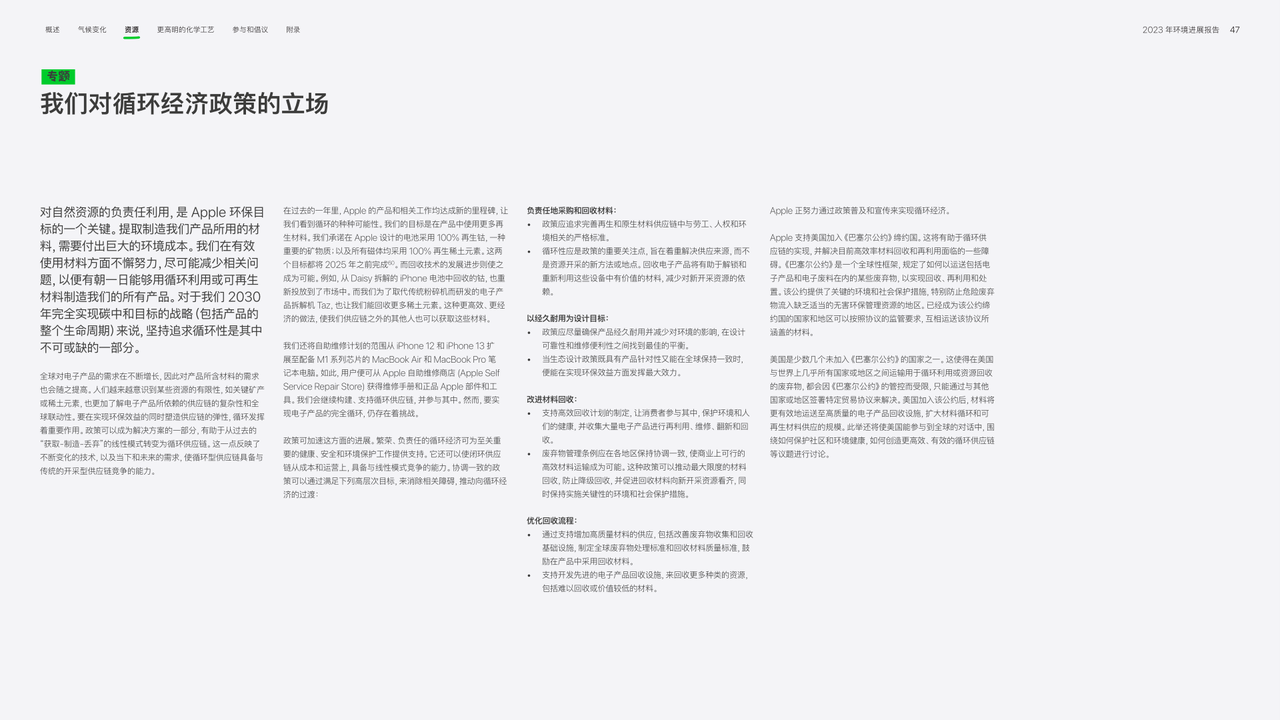 概述 气候变化 资源 更高明的化学工艺 参与和倡议 附录
2023 年环境进展报告 47
专题
我们对循环经济政策的立场
对自然资源的负责任利用, 是 Apple 环保目
标的一个关键。提取制造我们产品所用的材
料, 需要付出巨大的环境成本。我们在有效
使用材料方面不懈努力, 尽可能减少相关问
题, 以便有朝一日能够用循环利用或可再生
材料制造我们的所有产品。对于我们 2030
年完全实现碳中和目标的战略 (包括产品的
整个生命周期) 来说, 坚持追求循环性是其中
不可或缺的一部分。
全球对电子产品的需求在不断增长, 因此对产品所含材料的需求
也会随之提高。人们越来越意识到某些资源的有限性, 如关键矿产
或稀土元素, 也更加了解电子产品所依赖的供应链的复杂性和全
球联动性。要在实现环保效益的同时塑造供应链的弹性, 循环发挥
着重要作用。政策可以成为解决方案的一部分, 有助于从过去的
“获取-制造-丢弃”的线性模式转变为循环供应链。这一点反映了
不断变化的技术, 以及当下和未来的需求, 使循环型供应链具备与
传统的开采型供应链竞争的能力。
在过去的一年里, Apple 的产品和相关工作均达成新的里程碑, 让
我们看到循环的种种可能性。我们的目标是在产品中使用更多再
生材料。我们承诺在 Apple 设计的电池采用 100% 再生钴, 一种
重要的矿物质; 以及所有磁体均采用 100% 再生稀土元素。这两
个目标都将 2025 年之前完成。而回收技术的发展进步则使之
成为可能。例如, 从 Daisy 拆解的 iPhone 电池中回收的钴, 也重
新投放到了市场中。而我们为了取代传统粉碎机而研发的电子产
品拆解机 Taz, 也让我们能回收更多稀土元素。这种更高效、更经
济的做法, 使我们供应链之外的其他人也可以获取这些材料。
我们还将自助维修计划的范围从 iPhone 12 和 iPhone 13 扩
展至配备 M1 系列芯片的 MacBook Air 和 MacBook Pro 笔
记本电脑。如此, 用户便可从 Apple 自助维修商店 (Apple Self
Service Repair Store) 获得维修手册和正品 Apple 部件和工
具。我们会继续构建、支持循环供应链, 并参与其中。然而, 要实
现电子产品的完全循环, 仍存在着挑战。
政策可加速这方面的进展。繁荣、负责任的循环经济可为至关重
要的健康、安全和环境保护工作提供支持。它还可以使闭环供应
链从成本和运营上, 具备与线性模式竞争的能力。协调一致的政
策可以通过满足下列高层次目标, 来消除相关障碍, 推动向循环经
济的过渡:
负责任地采购和回收材料:
• 政策应追求完善再生和原生材料供应链中与劳工、人权和环
境相关的严格标准。
• 循环性应是政策的重要关注点, 旨在着重解决供应来源, 而不
是资源开采的新方法或地点。回收电子产品将有助于解锁和
重新利用这些设备中有价值的材料, 减少对新开采资源的依
赖。
以经久耐用为设计目标:
• 政策应尽量确保产品经久耐用并减少对环境的影响, 在设计
可靠性和维修便利性之间找到最佳的平衡。
• 当生态设计政策既具有产品针对性又能在全球保持一致时,
便能在实现环保效益方面发挥最大效力。
改进材料回收:
• 支持高效回收计划的制定, 让消费者参与其中, 保护环境和人
们的健康, 并收集大量电子产品进行再利用、维修、翻新和回
收。
• 废弃物管理条例应在各地区保持协调一致, 使商业上可行的
高效材料运输成为可能。这种政策可以推动最大限度的材料
回收, 防止降级回收, 并促进回收材料向新开采资源看齐, 同
时保持实施关键性的环境和社会保护措施。
优化回收流程:
• 通过支持增加高质量材料的供应, 包括改善废弃物收集和回收
基础设施, 制定全球废弃物处理标准和回收材料质量标准, 鼓
励在产品中采用回收材料。
• 支持开发先进的电子产品回收设施, 来回收更多种类的资源,
包括难以回收或价值较低的材料。
Apple 正努力通过政策普及和宣传来实现循环经济。
Apple 支持美国加入《巴塞尔公约》缔约国。这将有助于循环供
应链的实现, 并解决目前高效率材料回收和再利用面临的一些障
碍。《巴塞尔公约》是一个全球性框架, 规定了如何以运送包括电
子产品和电子废料在内的某些废弃物, 以实现回收、再利用和处
置。该公约提供了关键的环境和社会保护措施, 特别防止危险废弃
物流入缺乏适当的无害环保管理资源的地区。已经成为该公约缔
约国的国家和地区可以按照协议的监管要求, 互相运送该协议所
涵盖的材料。
美国是少数几个未加入《巴塞尔公约》的国家之一。这使得在美国
与世界上几乎所有国家或地区之间运输用于循环利用或资源回收
的废弃物, 都会因《巴塞尔公约》的管控而受限, 只能通过与其他
国家或地区签署特定贸易协议来解决。美国加入该公约后, 材料将
更有效地运送至高质量的电子产品回收设施, 扩大材料循环和可
再生材料供应的规模。此举还将使美国能参与到全球的对话中, 围
绕如何保护社区和环境健康, 如何创造更高效、有效的循环供应链
等议题进行讨论。